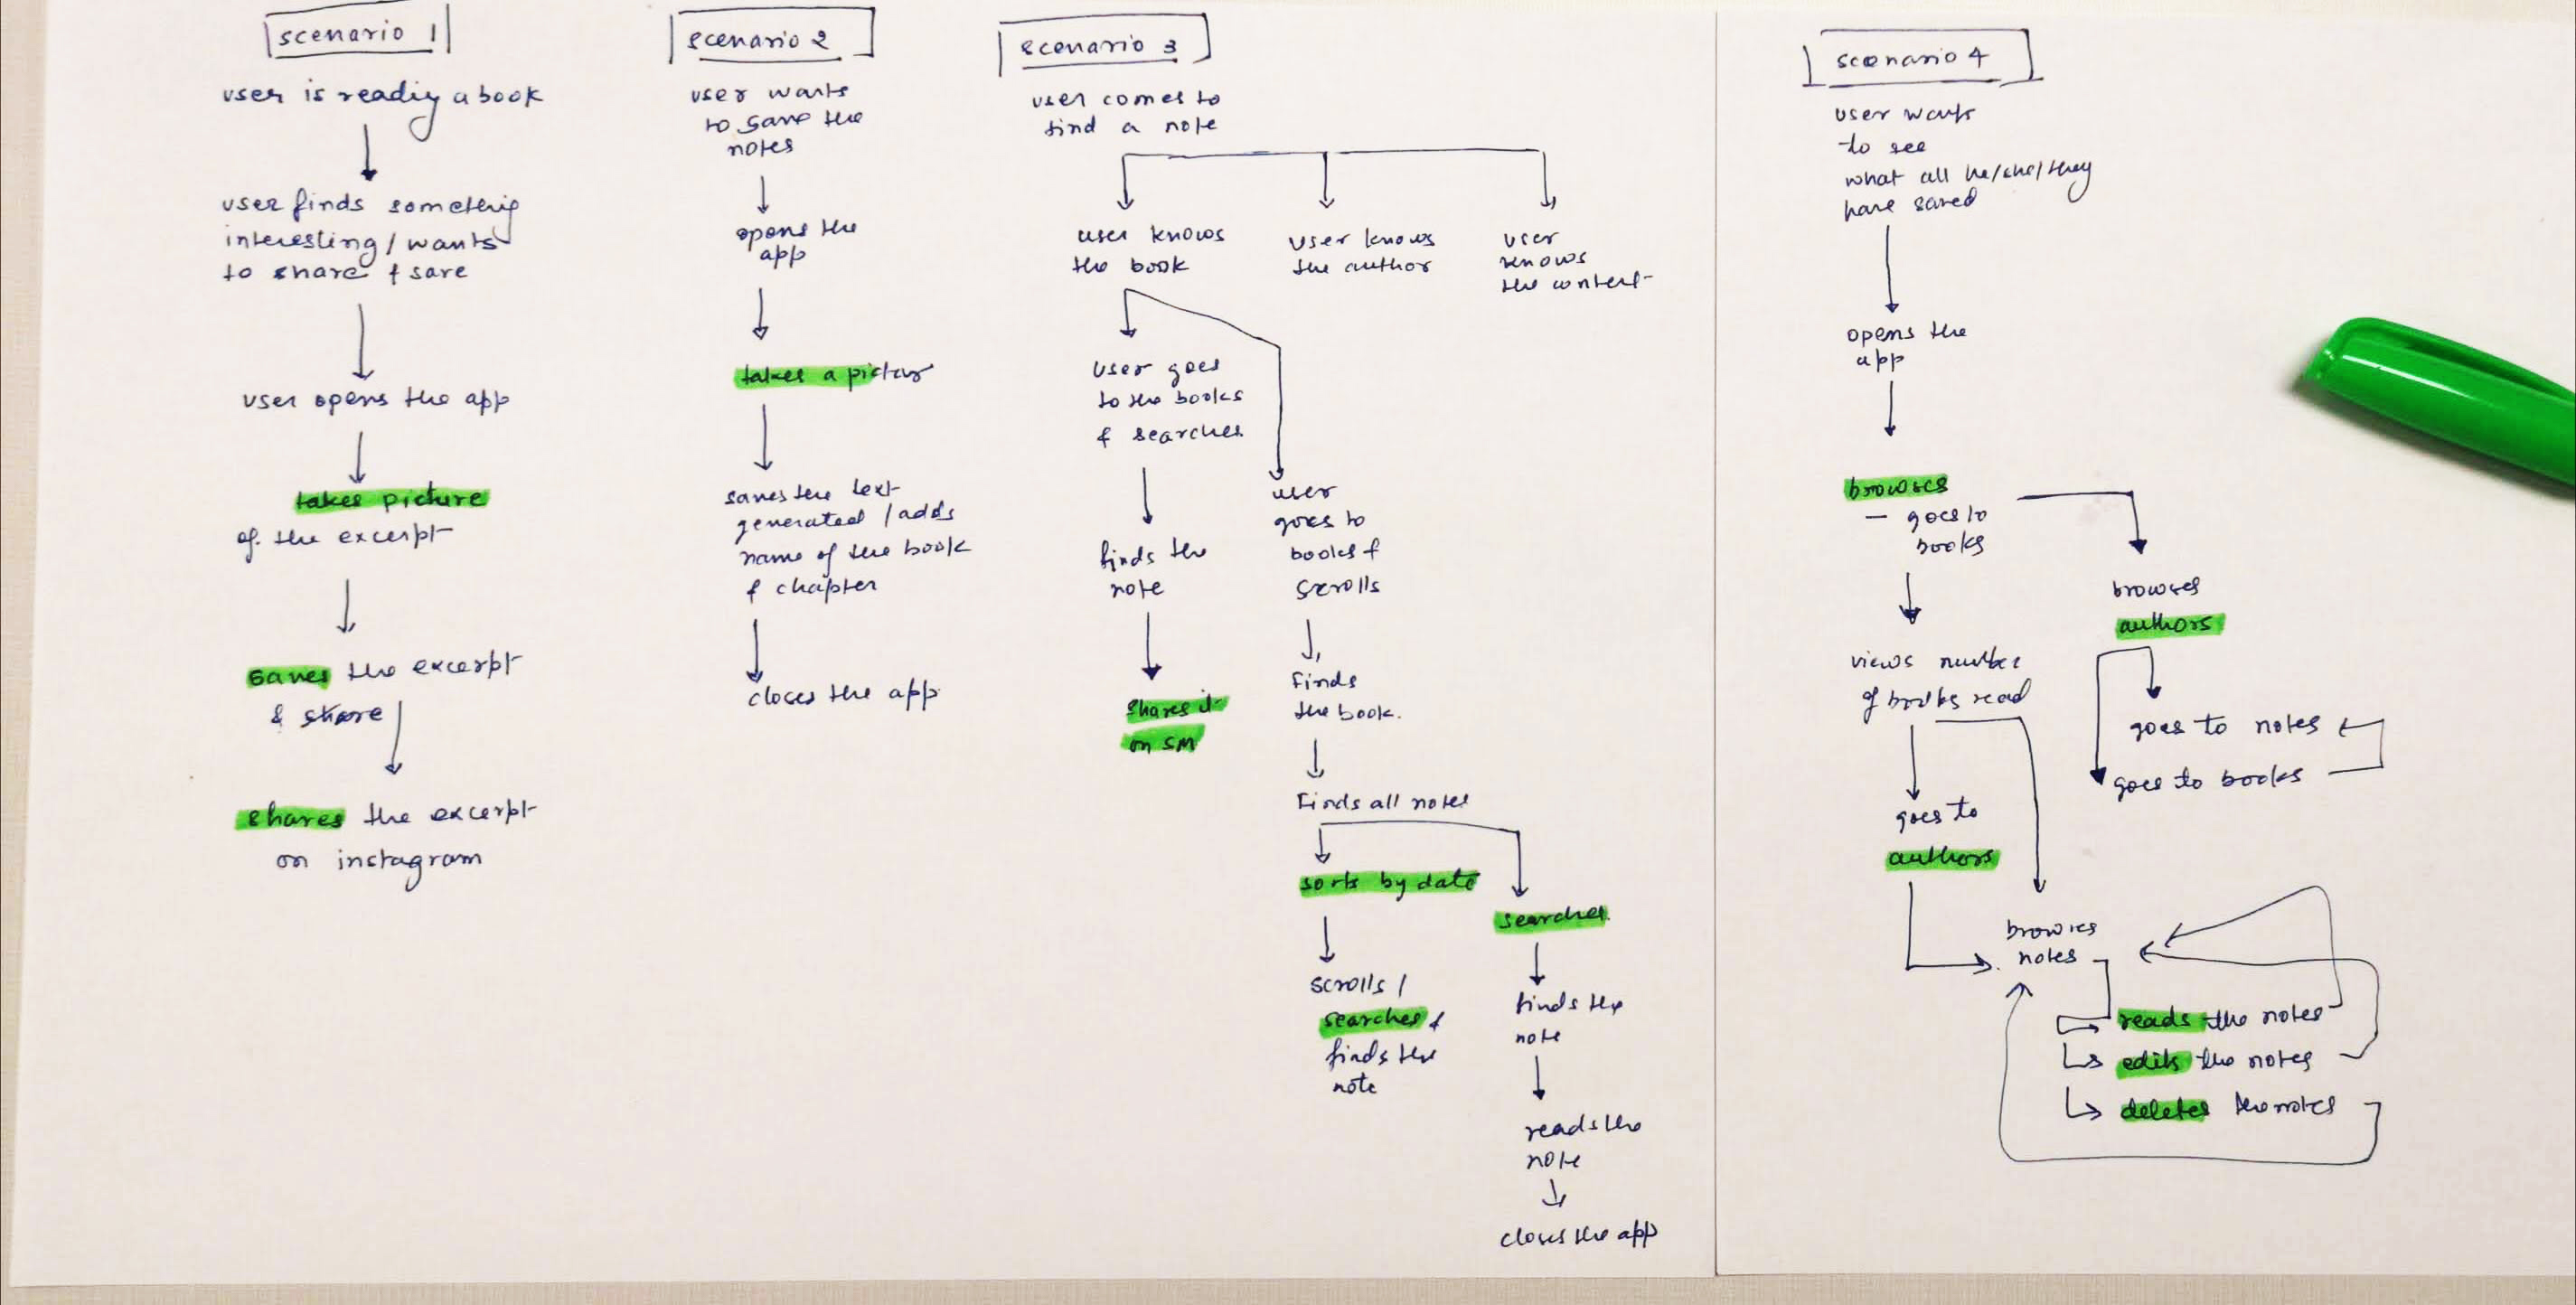 scenario 1
user is reading a book
user finds something
interesting / wants
to share & save
user opens the app
takes picture
of the excerpt
saves the excerpt
& share
shares the excerpt
on instagram
scenario 2
user wants
to save the
notes
opens the
app
takes a picture
saves the text
generated / adds
name of the book
& chapter
closes the app
scenario 3
user comes to
find a note
user knows
the book
user knows
the author
user
knows
the content
user goes
to the books
& searches
finds the
note
shares it
on SM
user
goes to
books &
scrolls
finds
the book.
Finds all notes
sorts by date
scrolls /
searches &
finds the
note
searches
finds the
note
reads the
note
closes the app
scenario 4
user wants
to see
what all he/she/they
have saved
opens the
app
browses
- goes to
books
views number
of books read
goes to
authors
browses
authors
goes to notes
goes to books
browses
notes
reads the notes
edits the notes
deletes the notes